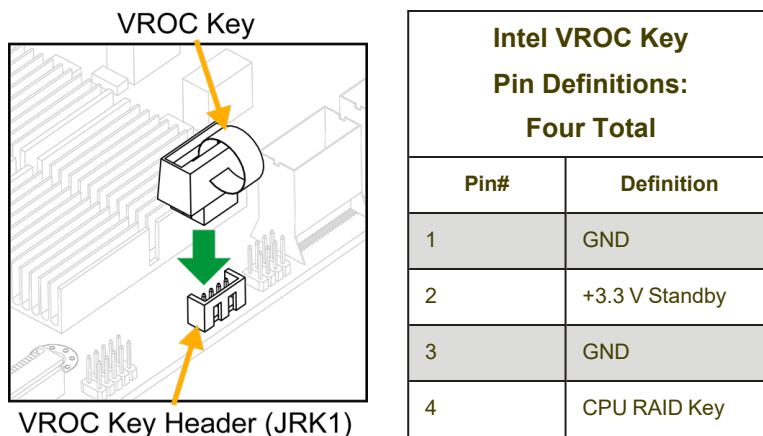 VROC Key
VROC Key Header (JRK1)
Intel VROC Key
Pin Definitions:
Four Total
Pin# Definition
1 GND
2 +3.3 V Standby
3 GND
4 CPU RAID Key